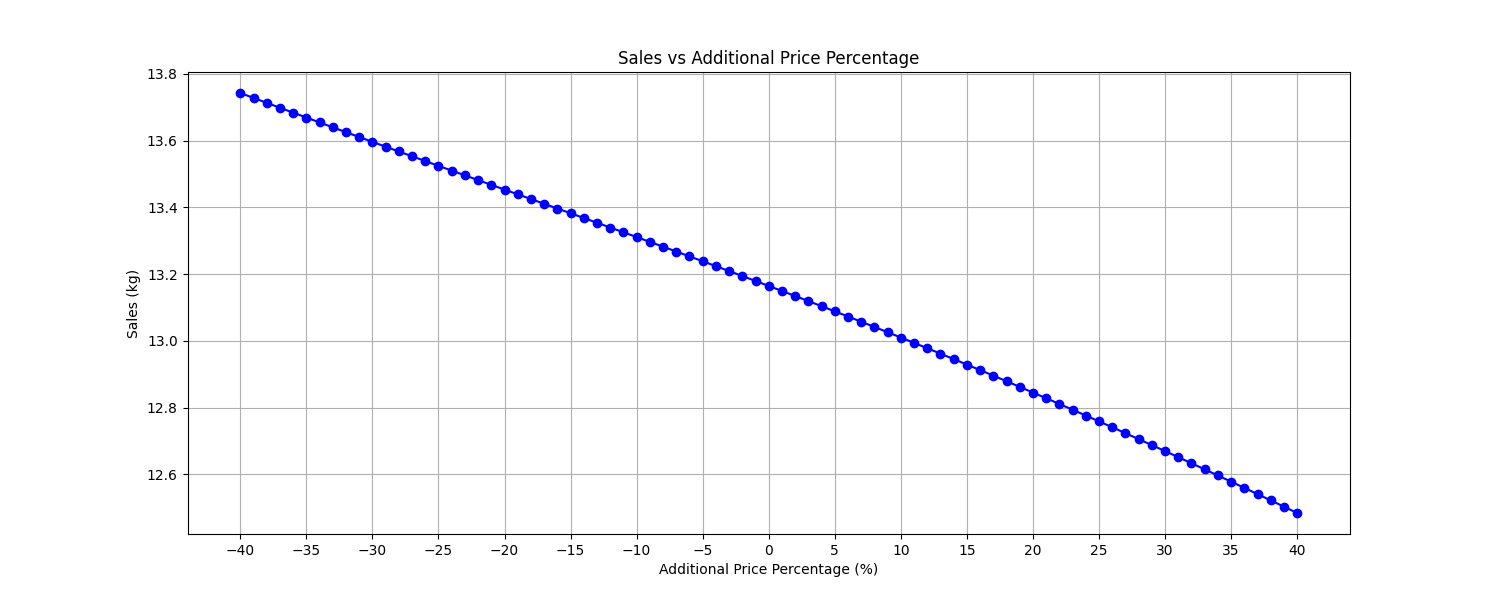 Sales vs Additional Price Percentage
13.8
13.6
13.4
13.2
13.0
12.8
12.6
Sales (kg)
−40 −35 −30 −25 −20 −15 −10 −5 0 5 10 15 20 25 30 35 40
Additional Price Percentage (%)